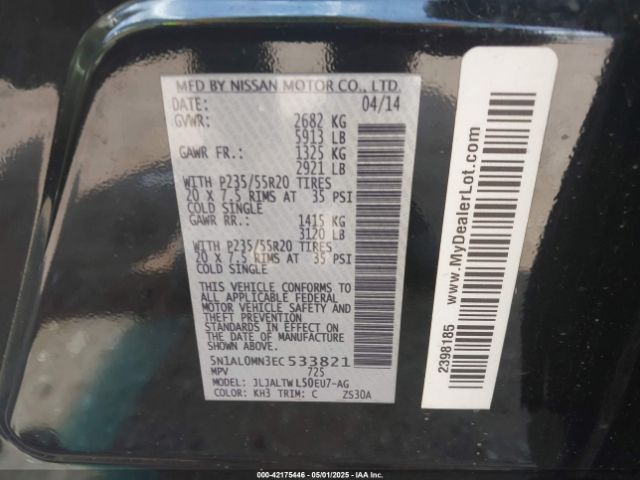 MFD BY NISSAN MOTOR CO., LTD.
DATE: 04/14
GVWR: 2682 KG
5913 LB
GAWR FR.: 1325 KG
2921 LB
WITH P235/55R20 TIRES
20 X 7.5 RIMS AT 35 PSI
COLD SINGLE
GAWR RR.: 1415 KG
3120 LB
WITH P235/55R20 TIRES
20 X 7.5 RIMS AT 35 PSI
COLD SINGLE
THIS VEHICLE CONFORMS TO
ALL APPLICABLE FEDERAL
MOTOR VEHICLE SAFETY
AND THEFT PREVENTION
STANDARDS IN EFFECT ON
THE DATE OF MANUFACTURE
SHOWN ABOVE.
5N1AL0MN3EC533821
MPV 725
MODEL: JLJALTWL50EU7-AG
COLOR: KH3 TRIM: C ZS30A
www.MyDealerLot.com
2398185
000-42175446 - 05/01/2025 - IAA Inc.